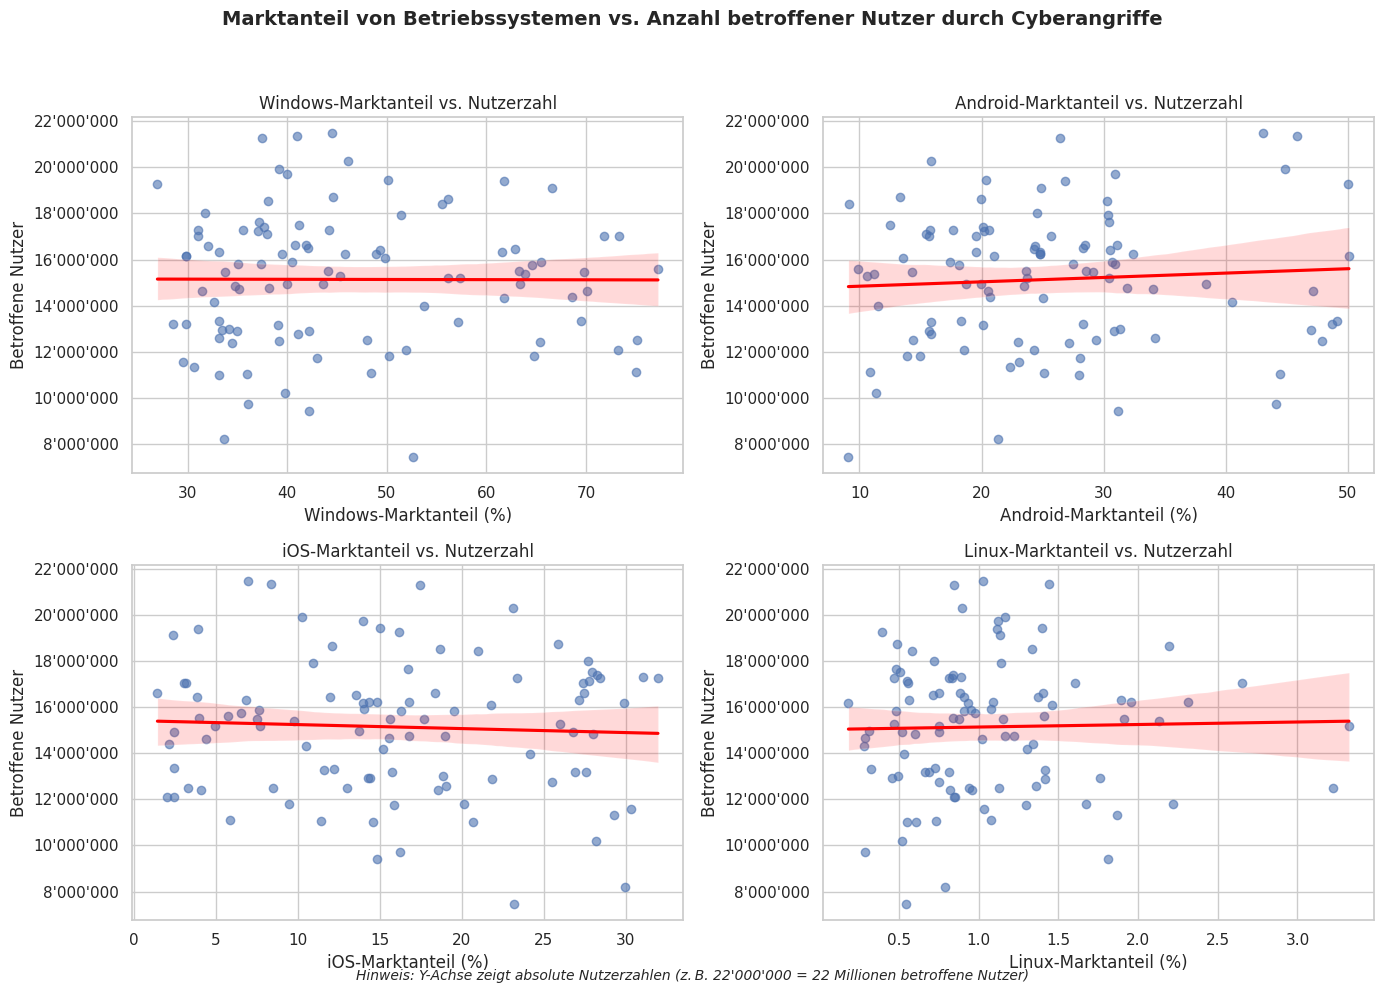 Marktanteil von Betriebssystemen vs. Anzahl betroffener Nutzer durch Cyberangriffe
Windows-Marktanteil vs. Nutzerzahl
Betroffene Nutzer
22'000'000
20'000'000
18'000'000
16'000'000
14'000'000
12'000'000
10'000'000
8'000'000
30 40 50 60 70
Windows-Marktanteil (%)
Android-Marktanteil vs. Nutzerzahl
Betroffene Nutzer
22'000'000
20'000'000
18'000'000
16'000'000
14'000'000
12'000'000
10'000'000
8'000'000
10 20 30 40 50
Android-Marktanteil (%)
iOS-Marktanteil vs. Nutzerzahl
Betroffene Nutzer
22'000'000
20'000'000
18'000'000
16'000'000
14'000'000
12'000'000
10'000'000
8'000'000
0 5 10 15 20 25 30
iOS-Marktanteil (%)
Linux-Marktanteil vs. Nutzerzahl
Betroffene Nutzer
22'000'000
20'000'000
18'000'000
16'000'000
14'000'000
12'000'000
10'000'000
8'000'000
0.5 1.0 1.5 2.0 2.5 3.0
Linux-Marktanteil (%)
Hinweis: Y-Achse zeigt absolute Nutzerzahlen (z. B. 22'000'000 = 22 Millionen betroffene Nutzer)